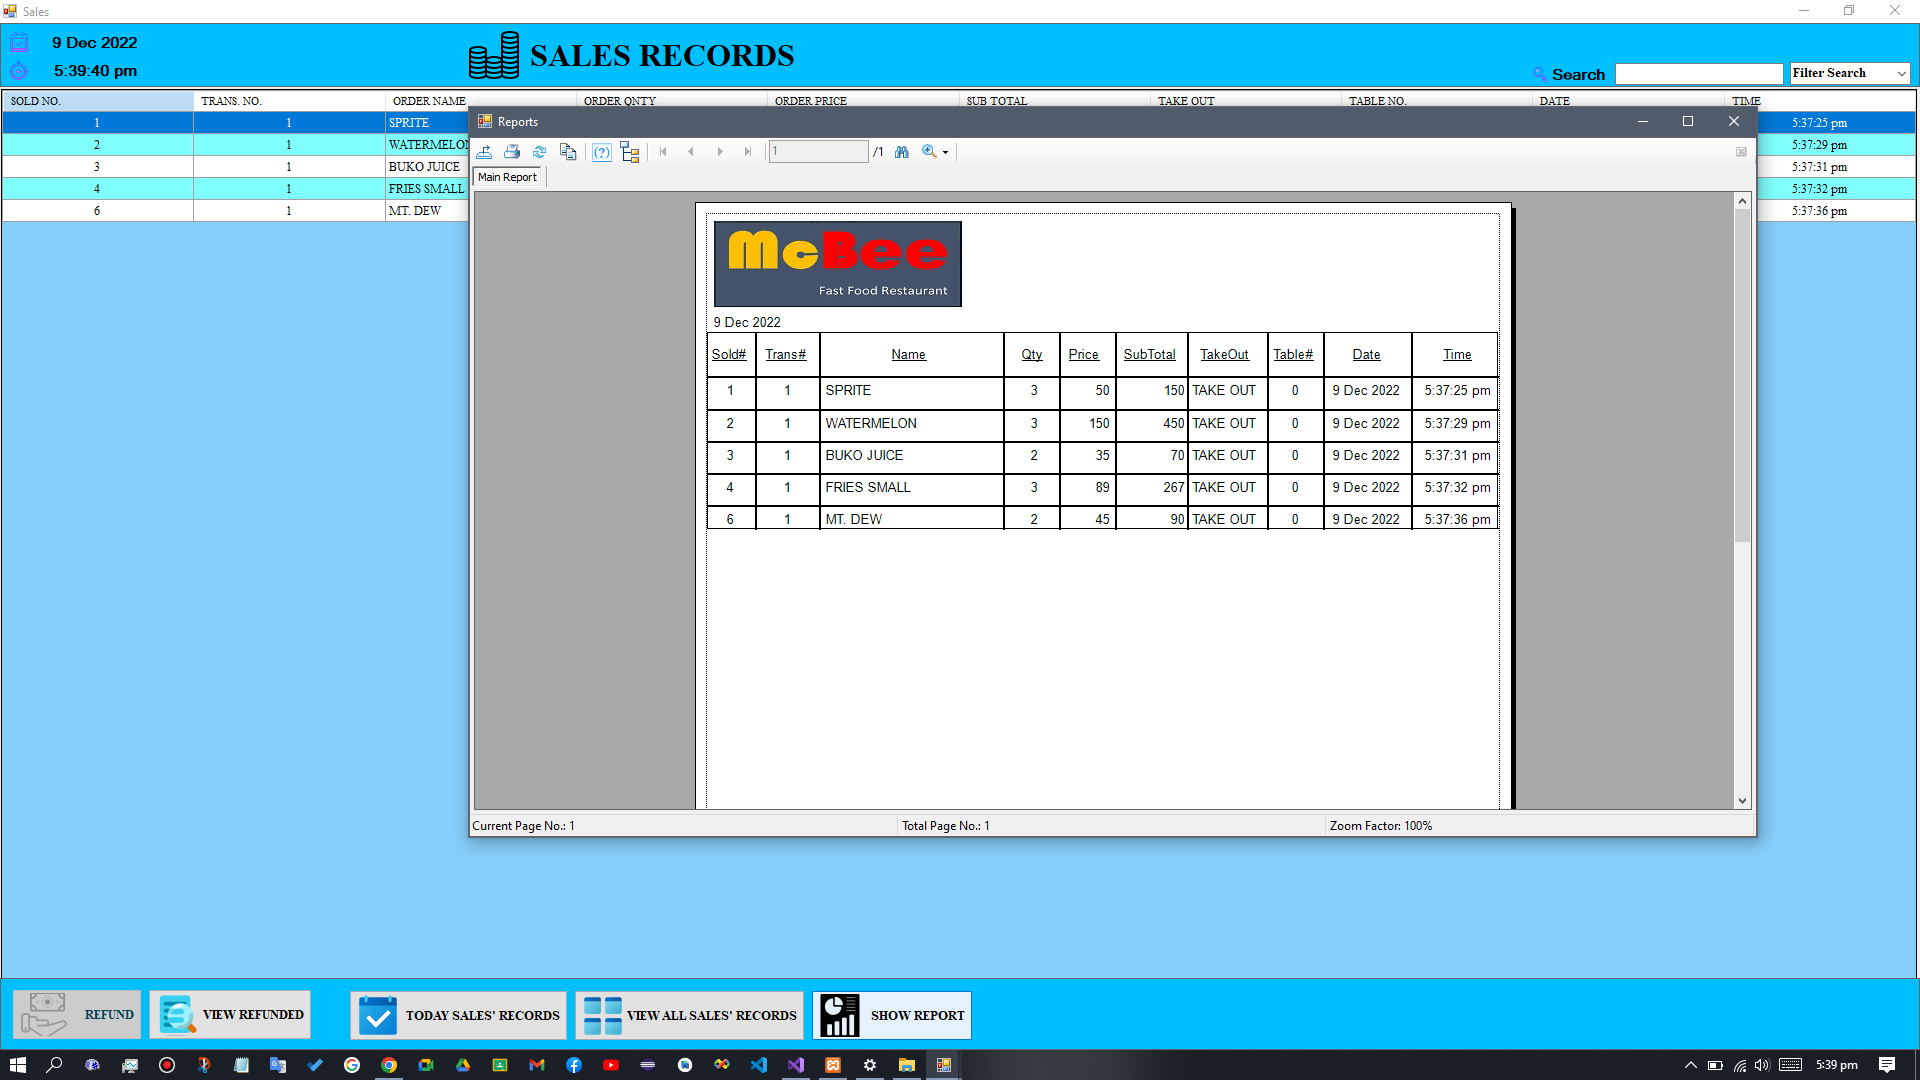 Sales
9 Dec 2022
5:39:40 pm
SALES RECORDS
Search
Filter Search
SOLD NO. TRANS. NO. ORDER NAME ORDER QNTY ORDER PRICE SUB TOTAL TAKE OUT TABLE NO. DATE TIME
1 1 SPRITE 5:37:25 pm
2 1 WATERMELON 5:37:29 pm
3 1 BUKO JUICE 5:37:31 pm
4 1 FRIES SMALL 5:37:32 pm
6 1 MT. DEW 5:37:36 pm
Reports
1 /1
Main Report
McBee
Fast Food Restaurant
9 Dec 2022
Sold# Trans# Name Qty Price SubTotal TakeOut Table# Date Time
1 1 SPRITE 3 50 150 TAKE OUT 0 9 Dec 2022 5:37:25 pm
2 1 WATERMELON 3 150 450 TAKE OUT 0 9 Dec 2022 5:37:29 pm
3 1 BUKO JUICE 2 35 70 TAKE OUT 0 9 Dec 2022 5:37:31 pm
4 1 FRIES SMALL 3 89 267 TAKE OUT 0 9 Dec 2022 5:37:32 pm
6 1 MT. DEW 2 45 90 TAKE OUT 0 9 Dec 2022 5:37:36 pm
Current Page No.: 1 Total Page No.: 1 Zoom Factor: 100%
REFUND
VIEW REFUNDED
TODAY SALES' RECORDS
VIEW ALL SALES' RECORDS
SHOW REPORT
5:39 pm